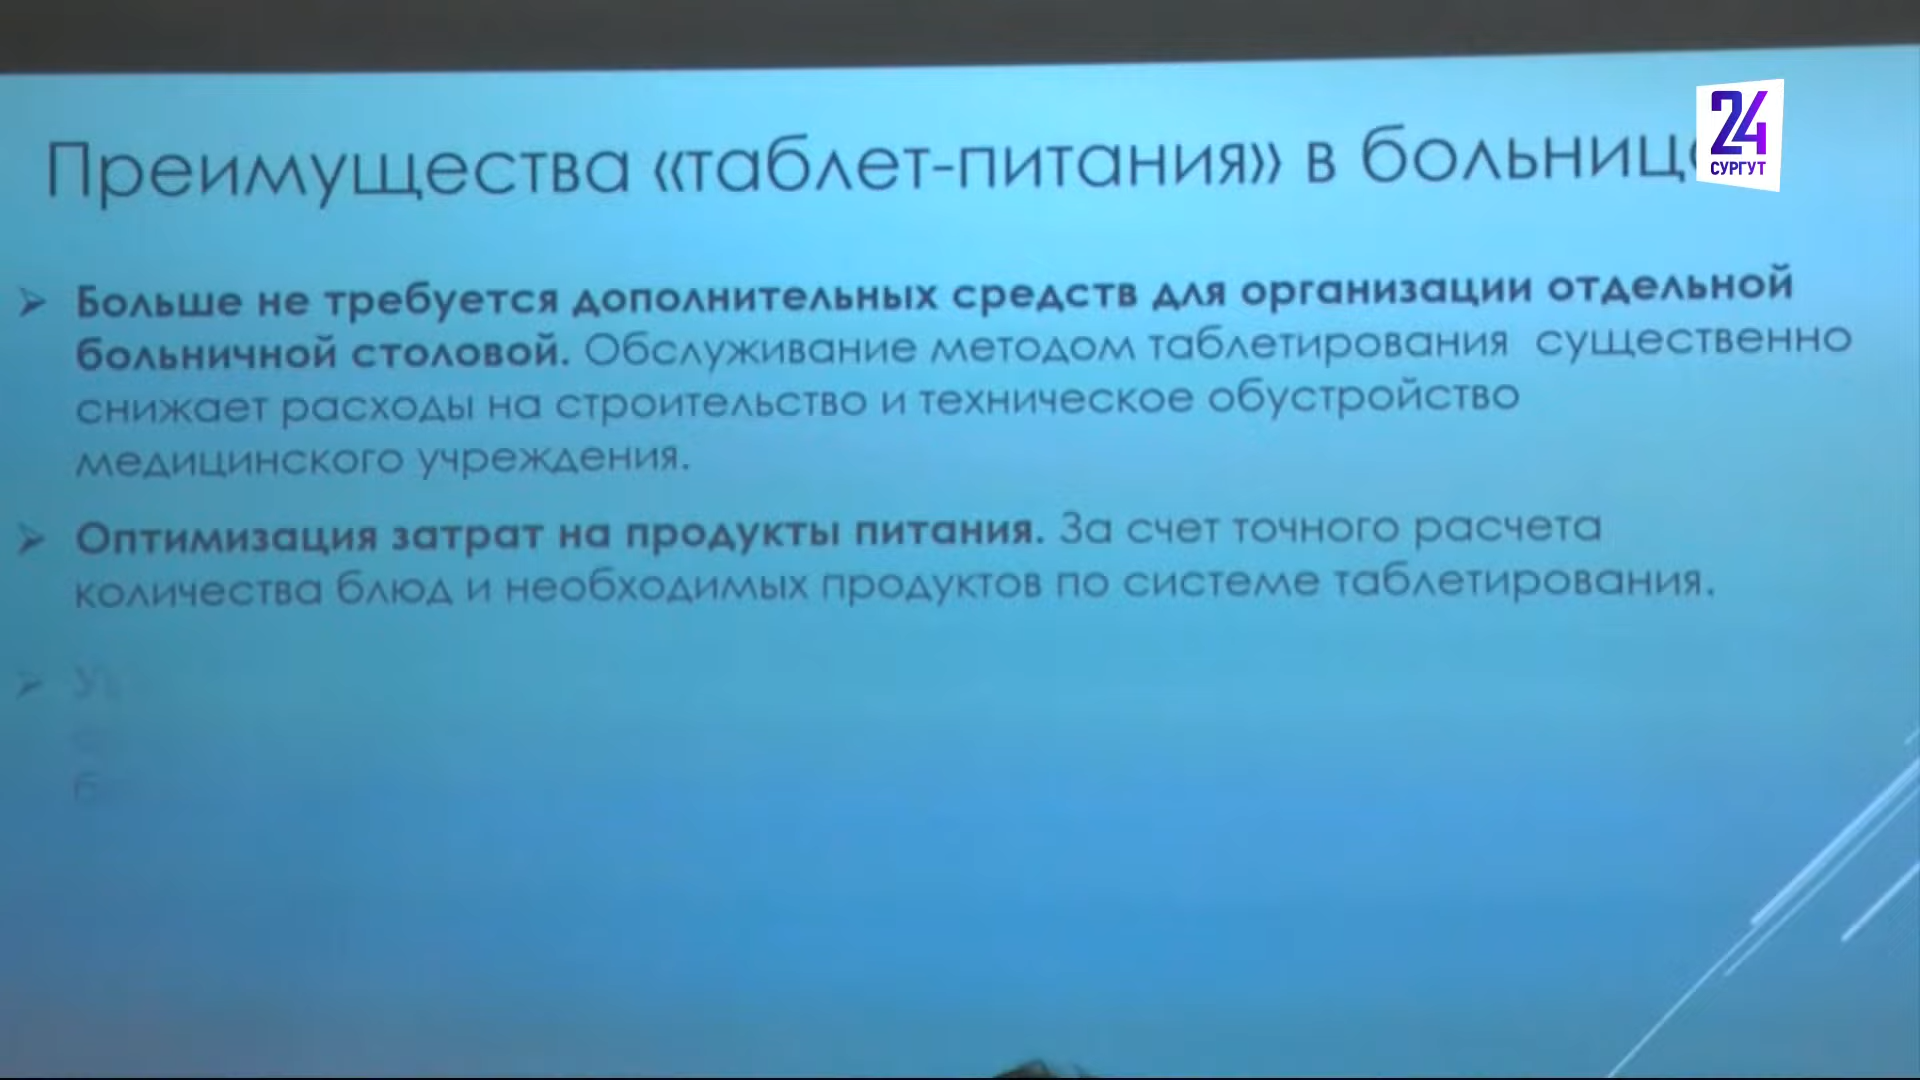 24
СУРГУТ
Преимущества «таблет-питания» в больнице
➢ Больше не требуется дополнительных средств для организации отдельной
больничной столовой. Обслуживание методом таблетирования существенно
снижает расходы на строительство и техническое обустройство
медицинского учреждения.
➢ Оптимизация затрат на продукты питания. За счет точного расчета
количества блюд и необходимых продуктов по системе таблетирования.